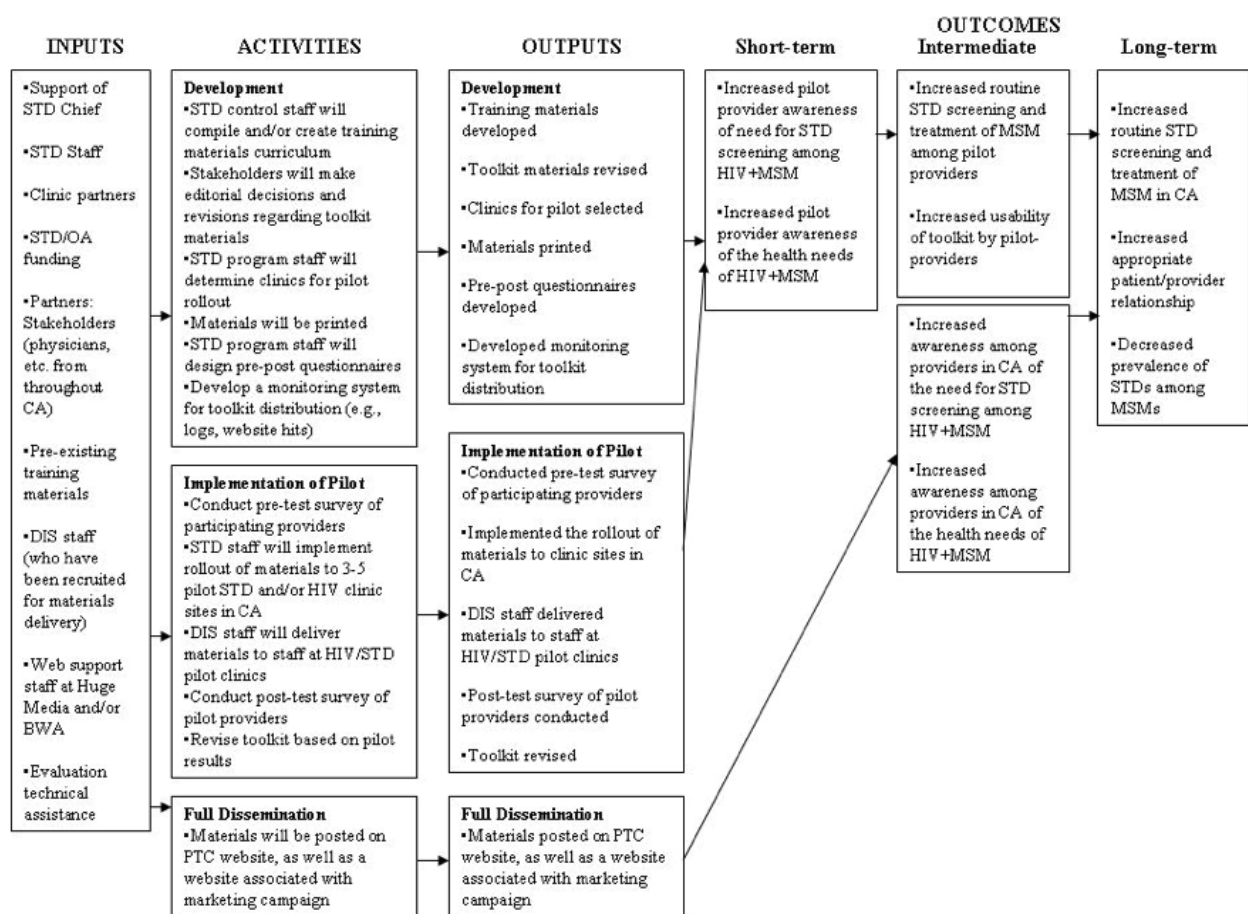 OUTCOMES
INPUTS
ACTIVITIES
OUTPUTS
Short-term
Intermediate
Long-term
▪Support of
STD Chief
▪STD Staff
▪Clinic partners
▪STD/OA
funding
▪Partners:
Stakeholders
(physicians,
etc. from
throughout
CA)
▪Pre-existing
training
materials
▪DIS staff
(who have
been recruited
for materials
delivery)
▪Web support
staff at Huge
Media and/or
BWA
▪Evaluation
technical
assistance
Development
▪STD control staff will
compile and/or create training
materials curriculum
▪Stakeholders will make
editorial decisions and
revisions regarding toolkit
materials
▪STD program staff will
determine clinics for pilot
rollout
▪Materials will be printed
▪STD program staff will
design pre-post questionnaires
▪Develop a monitoring system
for toolkit distribution (e.g.,
logs, website hits)
Implementation of Pilot
▪Conduct pre-test survey of
participating providers
▪STD staff will implement
rollout of materials to 3-5
pilot STD and/or HIV clinic
sites in CA
▪DIS staff will deliver
materials to staff at HIV/STD
pilot clinics
▪Conduct post-test survey of
pilot providers
▪Revise toolkit based on pilot
results
Full Dissemination
▪Materials will be posted on
PTC website, as well as a
website associated with
marketing campaign
Development
▪Training materials
developed
▪Toolkit materials revised
▪Clinics for pilot selected
▪Materials printed
▪Pre-post questionnaires
developed
▪Developed monitoring
system for toolkit
distribution
Implementation of Pilot
▪Conducted pre-test survey
of participating providers
▪Implemented the rollout of
materials to clinic sites in
CA
▪DIS staff delivered
materials to staff at
HIV/STD pilot clinics
▪Post-test survey of pilot
providers conducted
▪Toolkit revised
Full Dissemination
▪Materials posted on PTC
website, as well as a website
associated with marketing
campaign
▪Increased pilot
provider awareness
of need for STD
screening among
HIV+MSM
▪Increased pilot
provider awareness
of the health needs
of HIV+MSM
▪Increased routine
STD screening and
treatment of MSM
among pilot
providers
▪Increased usability
of toolkit by pilot-
providers
▪Increased
awareness among
providers in CA
of the need for STD
screening among
HIV+MSM
▪Increased
awareness among
providers in CA of
the health needs of
HIV+MSM
▪Increased
routine STD
screening and
treatment of
MSM in CA
▪Increased
appropriate
patient/provider
relationship
▪Decreased
prevalence of
STDs among
MSMs